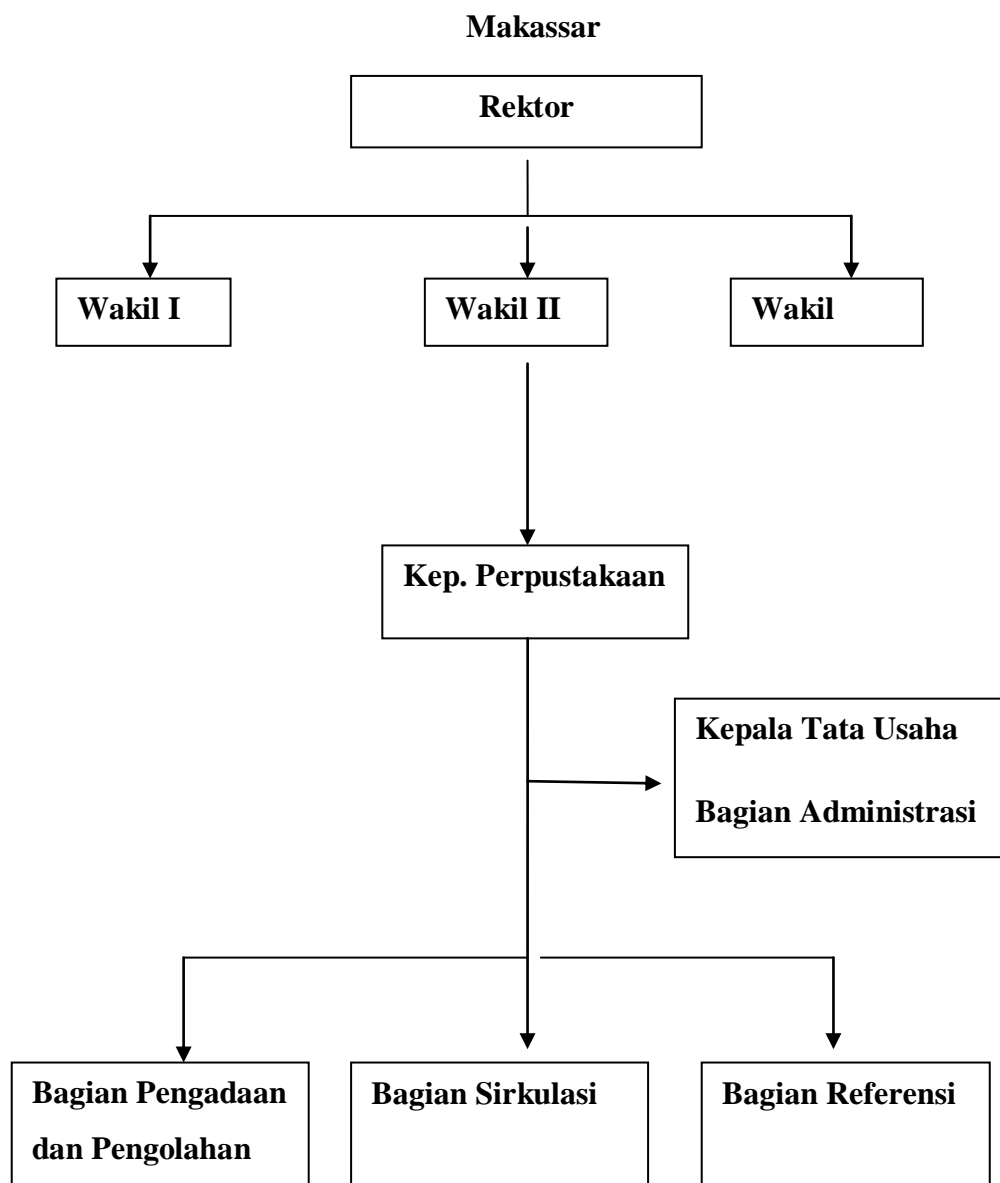 Makassar
Rektor
Wakil I
Wakil II
Wakil
Kep. Perpustakaan
Kepala Tata Usaha
Bagian Administrasi
Bagian Pengadaan
dan Pengolahan
Bagian Sirkulasi
Bagian Referensi